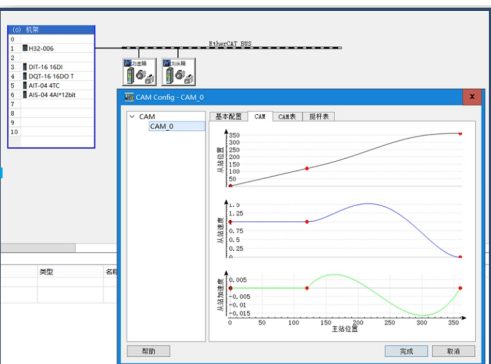 (o) 机架
0
1 H32-006
2
3 DIT-16 16DI
4 DQT-16 16DO T
5 AIT-04 4TC
6 AIS-04 4AI*12bit
7
8
9
10
EtherCAT BUS
CAM Config - CAM_0
x
CAM
CAM_0
基本配置 CAM CAM表 挺杆表
从站位置
350
300
250
200
150
100
50
从站速度
1.5
1.25
0.75
0.5
0.25
0
从站加速度
0.005
-0.005
-0.01
-0.015
0 50 100 150 200 250 300 350
主站位置
类型 名称
帮助 完成 取消